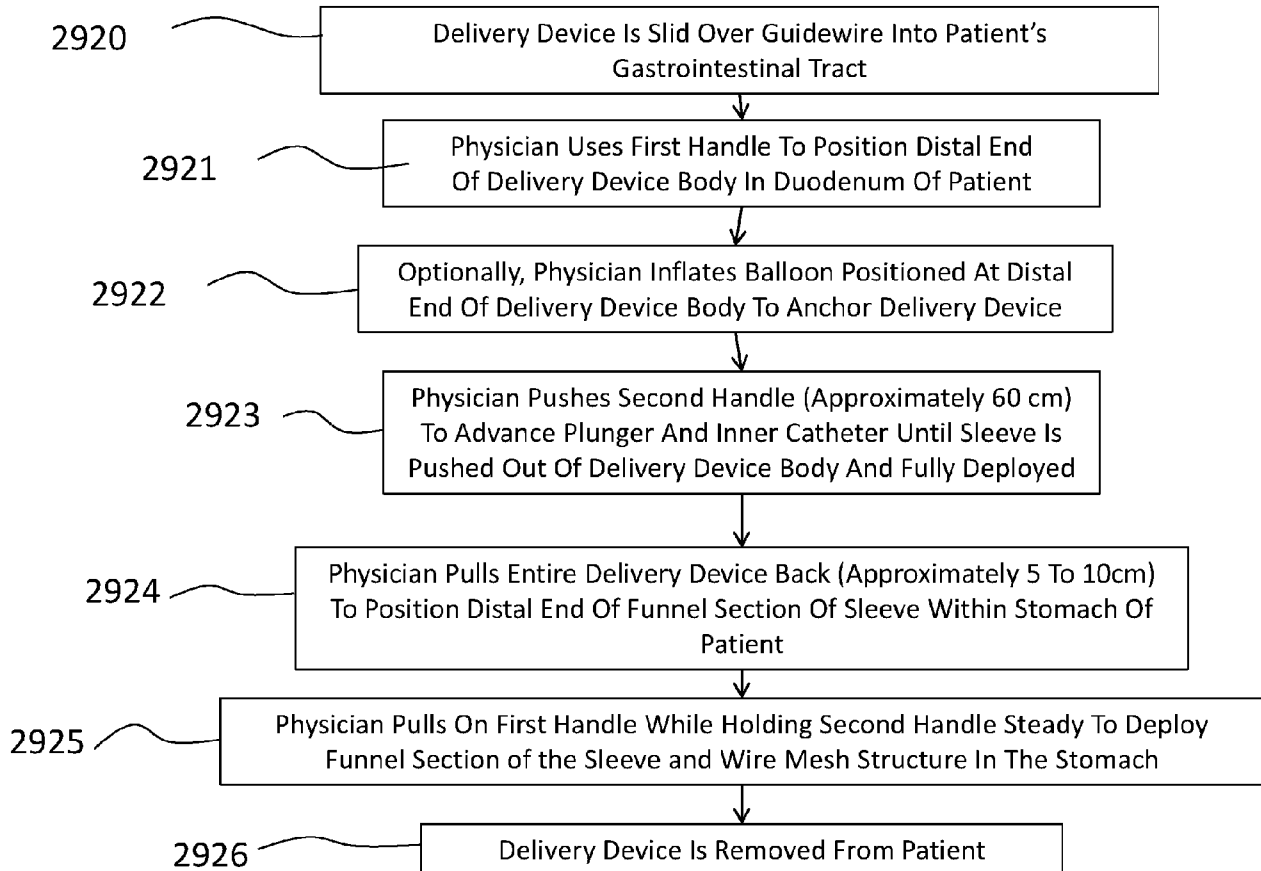 2920
Delivery Device Is Slid Over Guidewire Into Patient’s
Gastrointestinal Tract
2921
Physician Uses First Handle To Position Distal End
Of Delivery Device Body In Duodenum Of Patient
2922
Optionally, Physician Inflates Balloon Positioned At Distal
End Of Delivery Device Body To Anchor Delivery Device
2923
Physician Pushes Second Handle (Approximately 60 cm)
To Advance Plunger And Inner Catheter Until Sleeve Is
Pushed Out Of Delivery Device Body And Fully Deployed
2924
Physician Pulls Entire Delivery Device Back (Approximately 5 To 10cm)
To Position Distal End Of Funnel Section Of Sleeve Within Stomach Of
Patient
2925
Physician Pulls On First Handle While Holding Second Handle Steady To Deploy
Funnel Section of the Sleeve and Wire Mesh Structure In The Stomach
2926
Delivery Device Is Removed From Patient